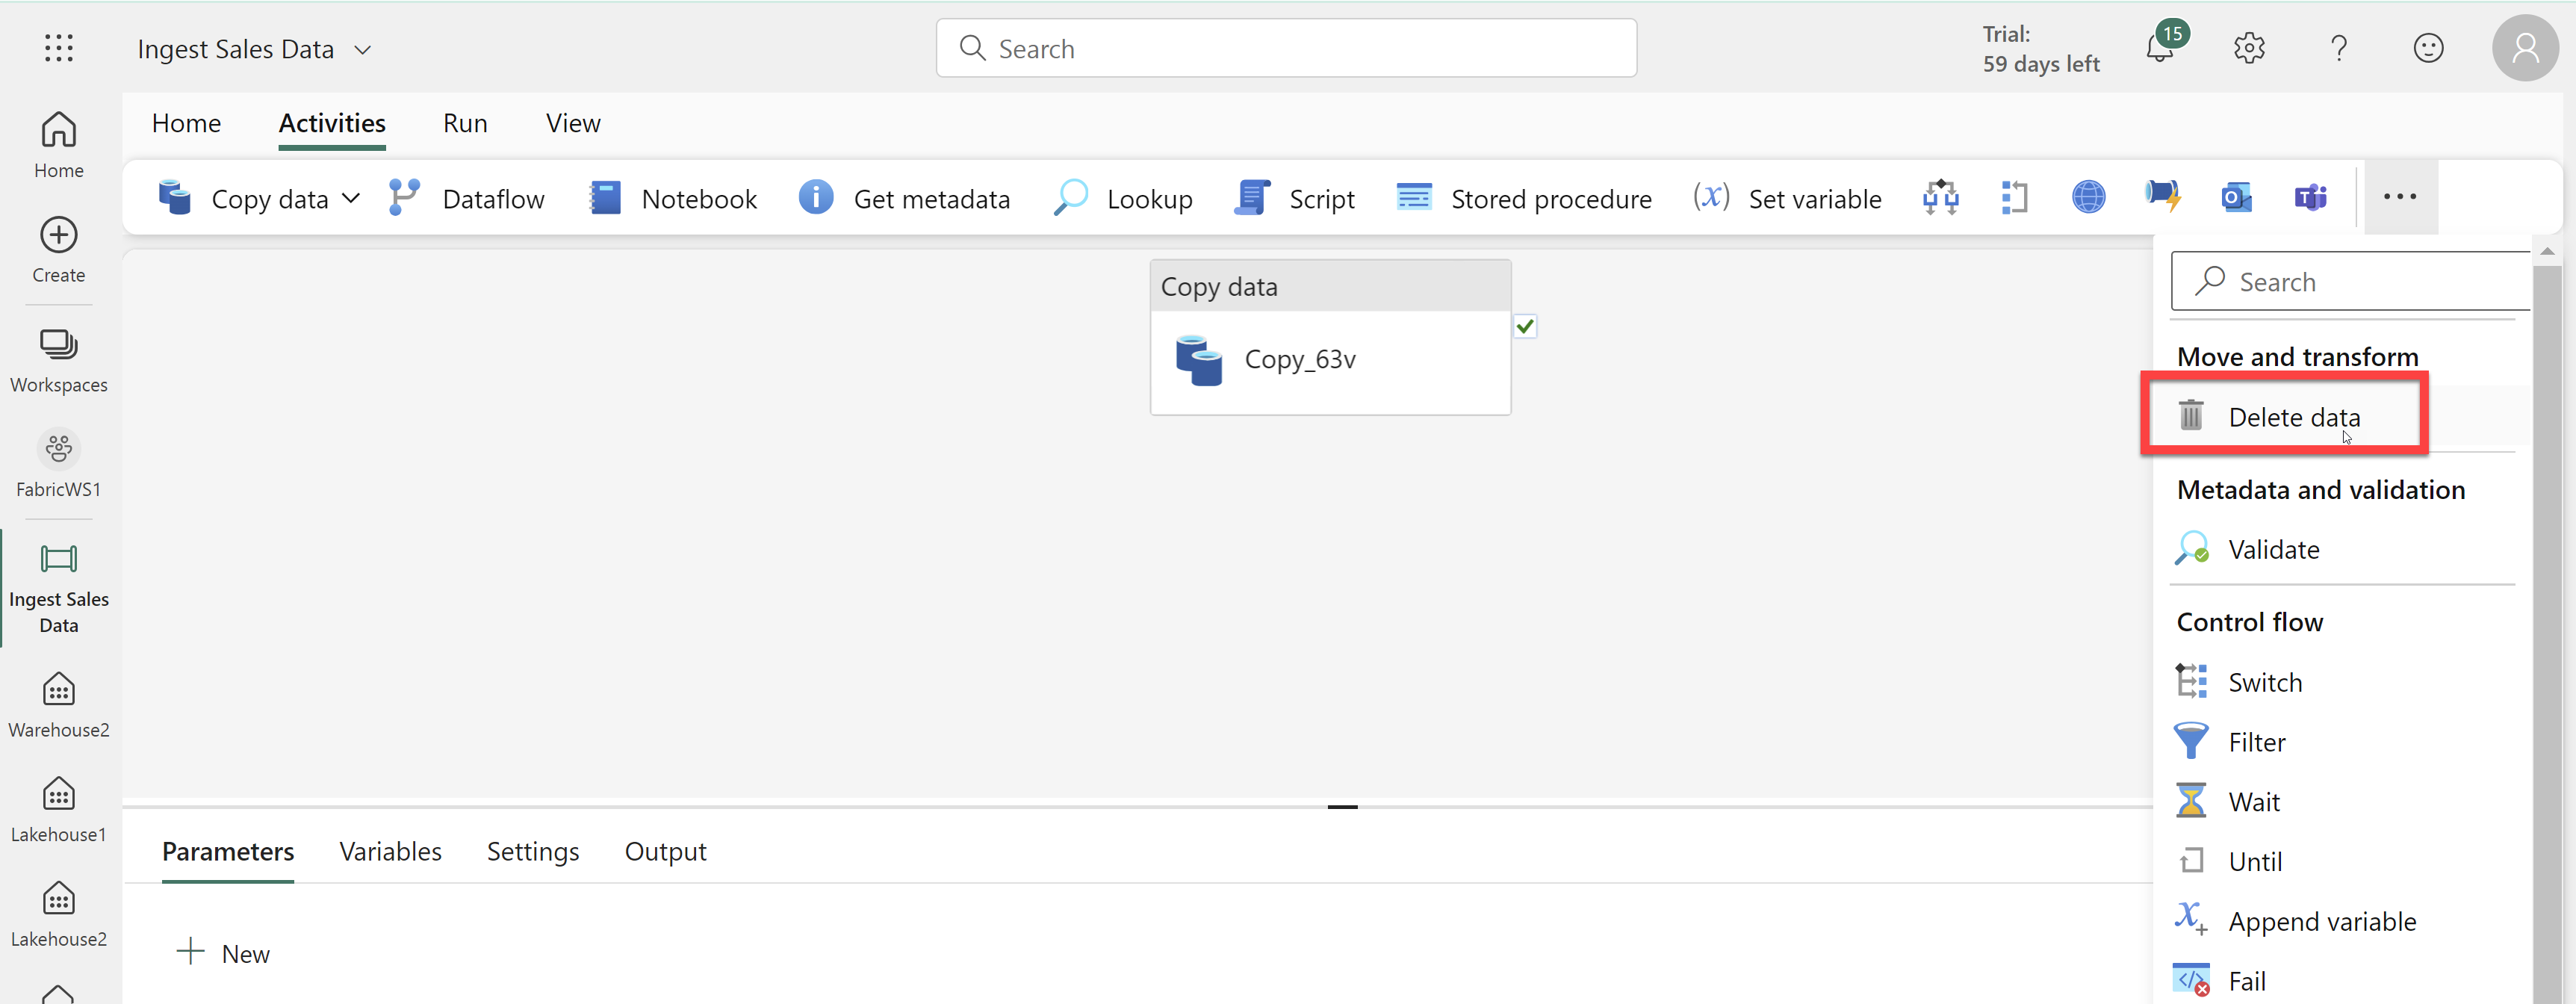 Ingest Sales Data
Search
Trial:
59 days left
15
Home
Activities
Run
View
Copy data
Dataflow
Notebook
Get metadata
Lookup
Script
Stored procedure
(x) Set variable
Home
Create
Workspaces
FabricWS1
Ingest Sales
Data
Warehouse2
Lakehouse1
Lakehouse2
Copy data
Copy_63v
Search
Move and transform
Delete data
Metadata and validation
Validate
Control flow
Switch
Filter
Wait
Until
Append variable
Fail
Parameters
Variables
Settings
Output
New